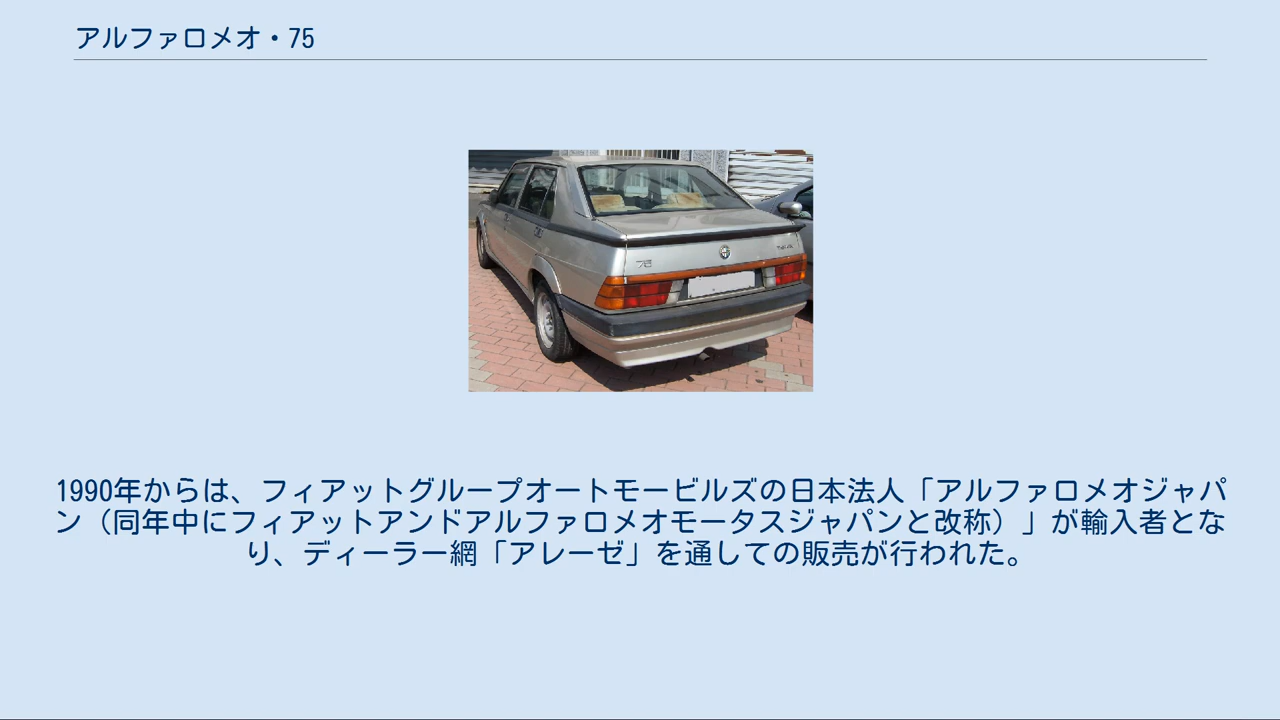 アルファロメオ・75
75
1990年からは、フィアットグループオートモービルズの日本法人「アルファロメオジャパ
ン（同年中にフィアットアンドアルファロメオモータスジャパンと改称）」が輸入者とな
り、ディーラー網「アレーゼ」を通しての販売が行われた。